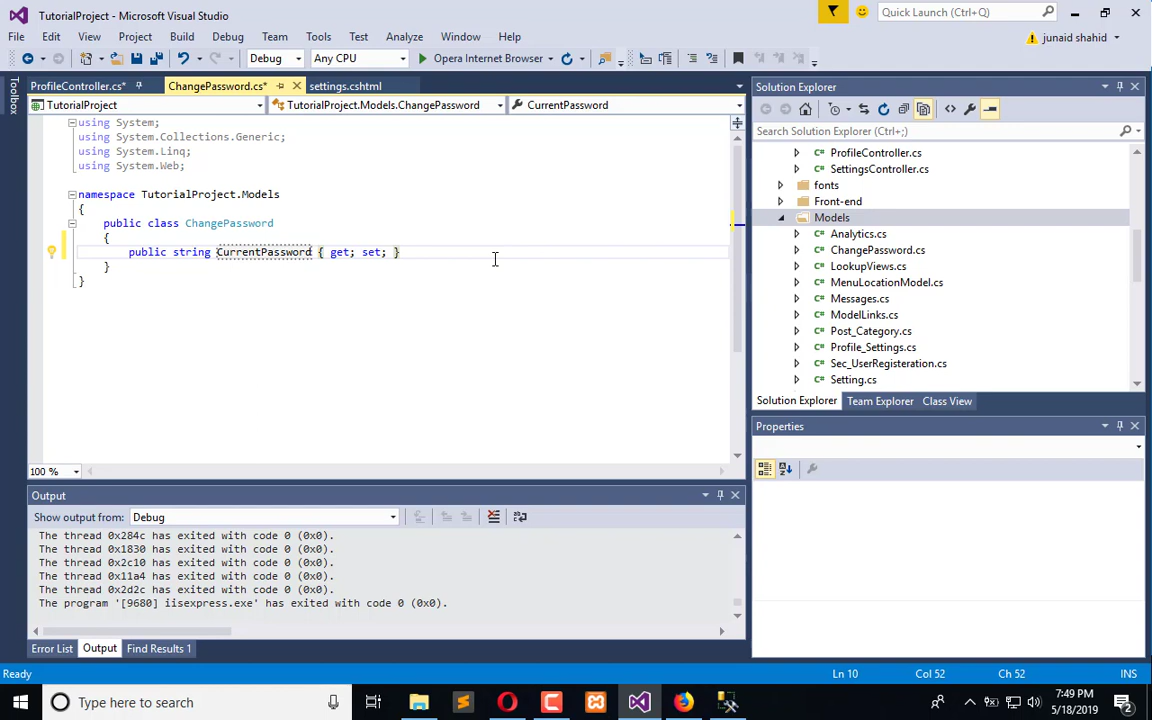 TutorialProject - Microsoft Visual Studio
Quick Launch (Ctrl+Q)
File Edit View Project Build Debug Team Tools Test Analyze Window Help
junaid shahid
Debug Any CPU Open Internet Browser
Toolbox
ProfileController.cs* ChangePassword.cs* settings.cshtml
TutorialProject TutorialProject.Models.ChangePassword CurrentPassword
using System;
using System.Collections.Generic;
using System.Linq;
using System.Web;
namespace TutorialProject.Models
{
public class ChangePassword
{
public string CurrentPassword { get; set; }
}
}
100 %
Solution Explorer
Search Solution Explorer (Ctrl+;)
ProfileController.cs
SettingsController.cs
fonts
Front-end
Models
Analytics.cs
ChangePassword.cs
LookupViews.cs
MenuLocationModel.cs
Messages.cs
ModelLinks.cs
Post_Category.cs
Profile_Settings.cs
Sec_UserRegisteration.cs
Setting.cs
Solution Explorer Team Explorer Class View
Properties
Output
Show output from: Debug
The thread 0x284c has exited with code 0 (0x0).
The thread 0x1830 has exited with code 0 (0x0).
The thread 0x2c10 has exited with code 0 (0x0).
The thread 0x11a4 has exited with code 0 (0x0).
The thread 0x2d2c has exited with code 0 (0x0).
The program '[9680] iisexpress.exe' has exited with code 0 (0x0).
Error List Output Find Results 1
Ready Ln 10 Col 52 Ch 52 INS
Type here to search
7:49 PM
5/18/2019
2